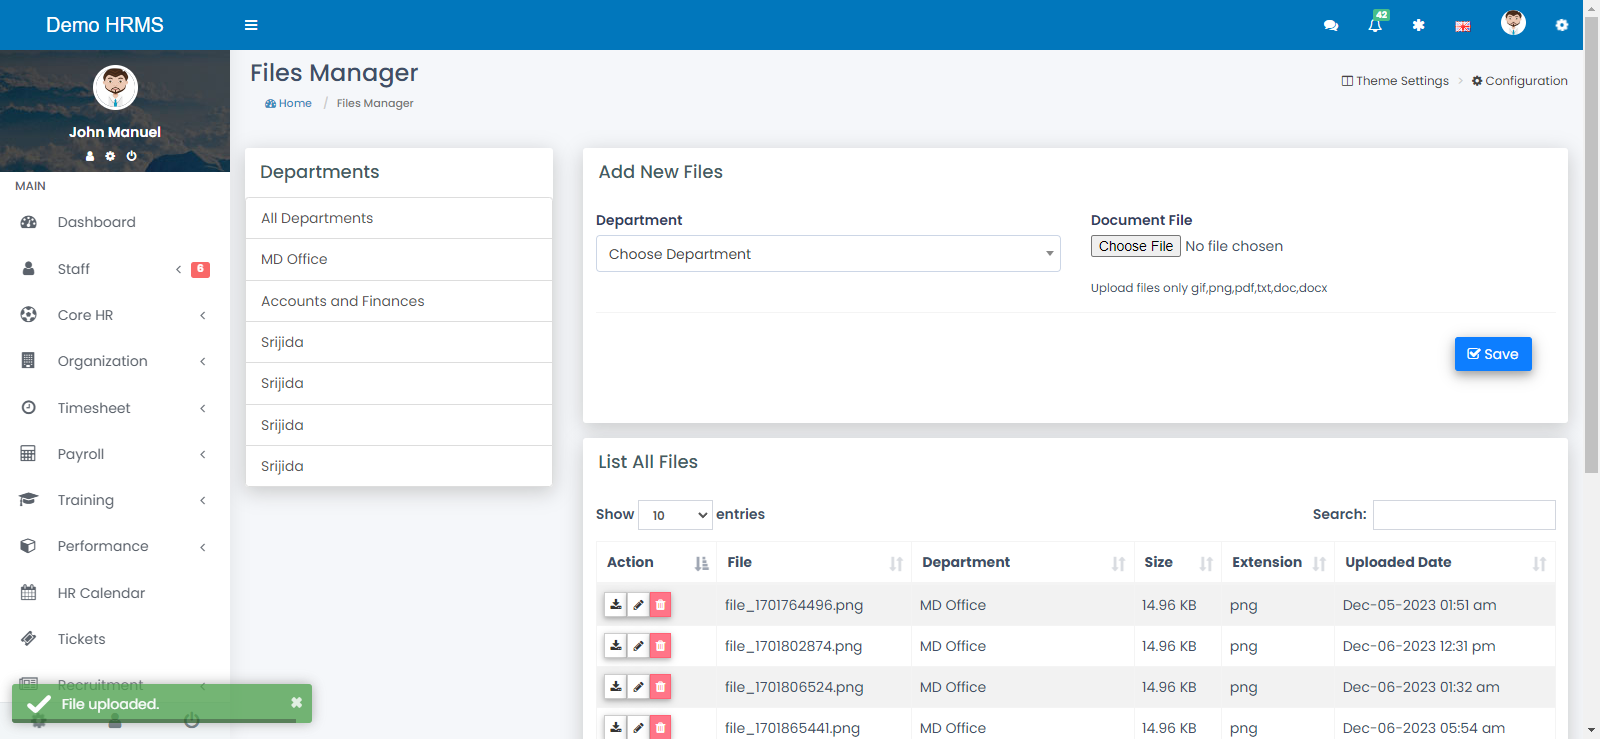 Demo HRMS
42
Files Manager
Home / Files Manager
Theme Settings > Configuration
John Manuel
MAIN
Dashboard
Staff 6
Core HR
Organization
Timesheet
Payroll
Training
Performance
HR Calendar
Tickets
Recruitment
File uploaded.
Departments
All Departments
MD Office
Accounts and Finances
Srijida
Srijida
Srijida
Srijida
Add New Files
Department
Choose Department
Document File
Choose File No file chosen
Upload files only gif,png,pdf,txt,doc,docx
Save
List All Files
Show 10 entries
Search:
Action File Department Size Extension Uploaded Date
file_1701764496.png MD Office 14.96 KB png Dec-05-2023 01:51 am
file_1701802874.png MD Office 14.96 KB png Dec-06-2023 12:31 pm
file_1701806524.png MD Office 14.96 KB png Dec-06-2023 01:32 am
file_1701865441.png MD Office 14.96 KB png Dec-06-2023 05:54 am